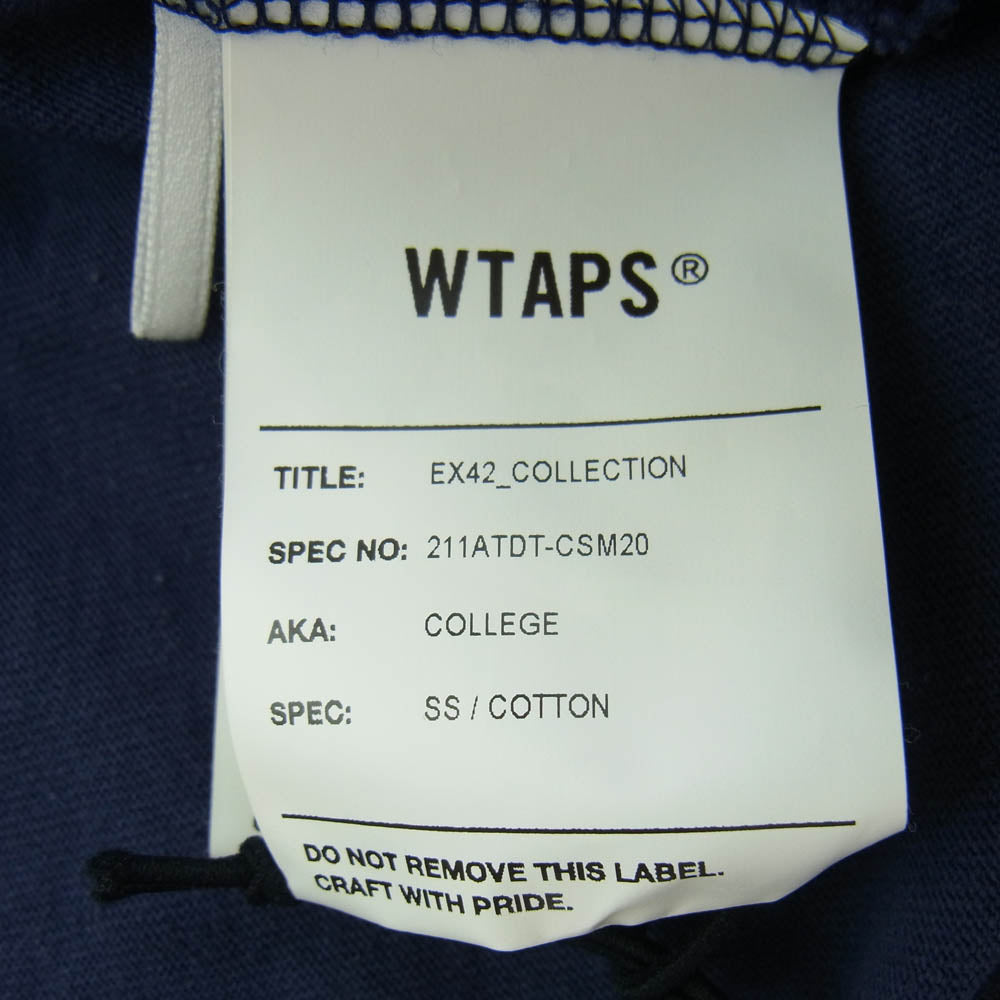 WTAPS®
TITLE: EX42_COLLECTION
SPEC NO: 211ATDT-CSM20
AKA: COLLEGE
SPEC: SS / COTTON
DO NOT REMOVE THIS LABEL.
CRAFT WITH PRIDE.